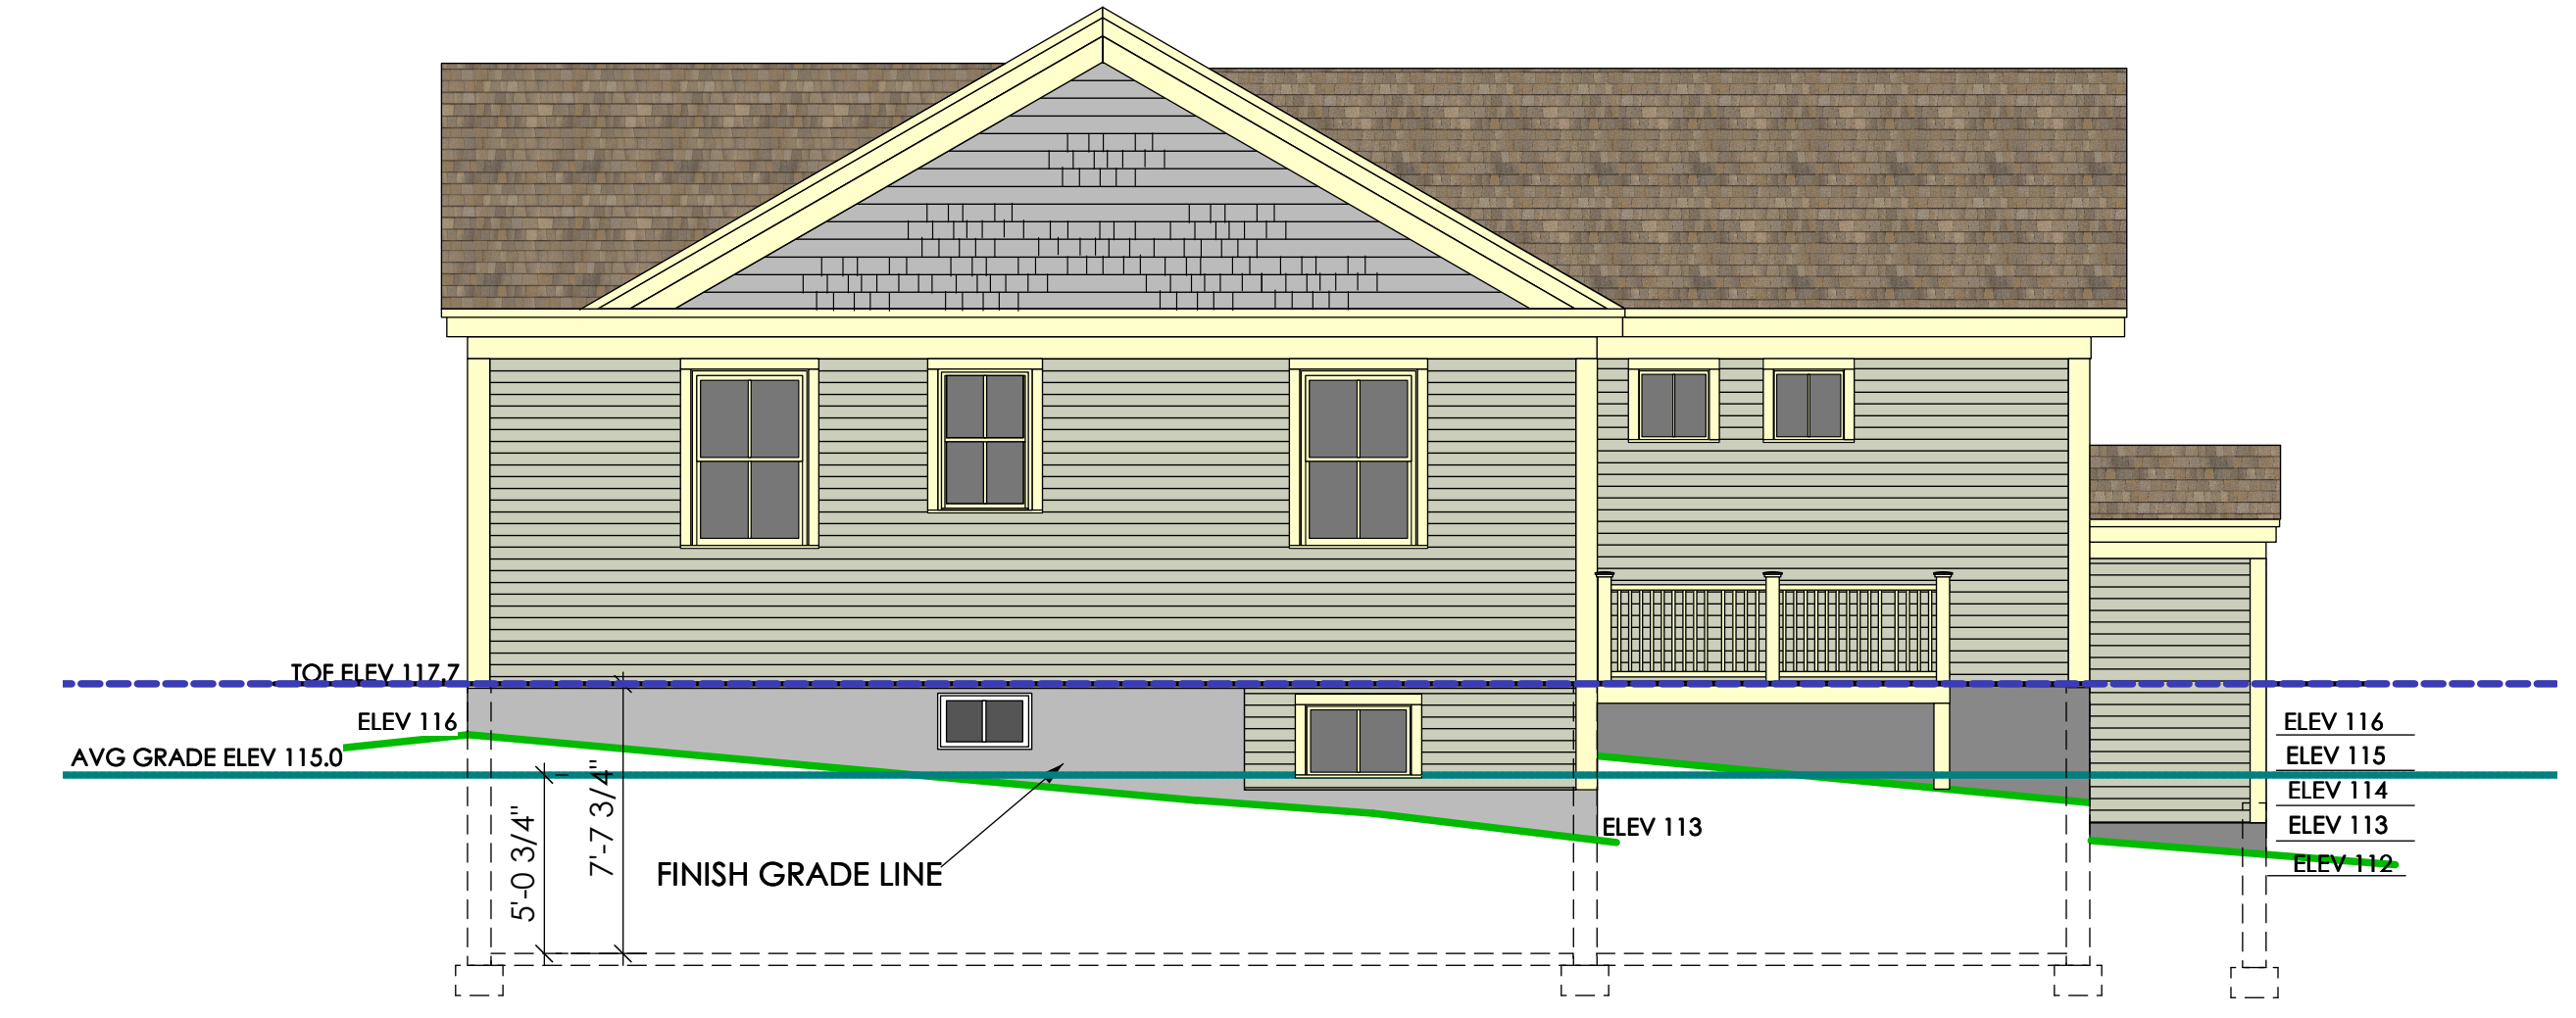 TOF ELEV 117.7
ELEV 116
AVG GRADE ELEV 115.0
5'-0 3/4"
7'-7 3/4"
FINISH GRADE LINE
ELEV 113
ELEV 116
ELEV 115
ELEV 114
ELEV 113
ELEV 112